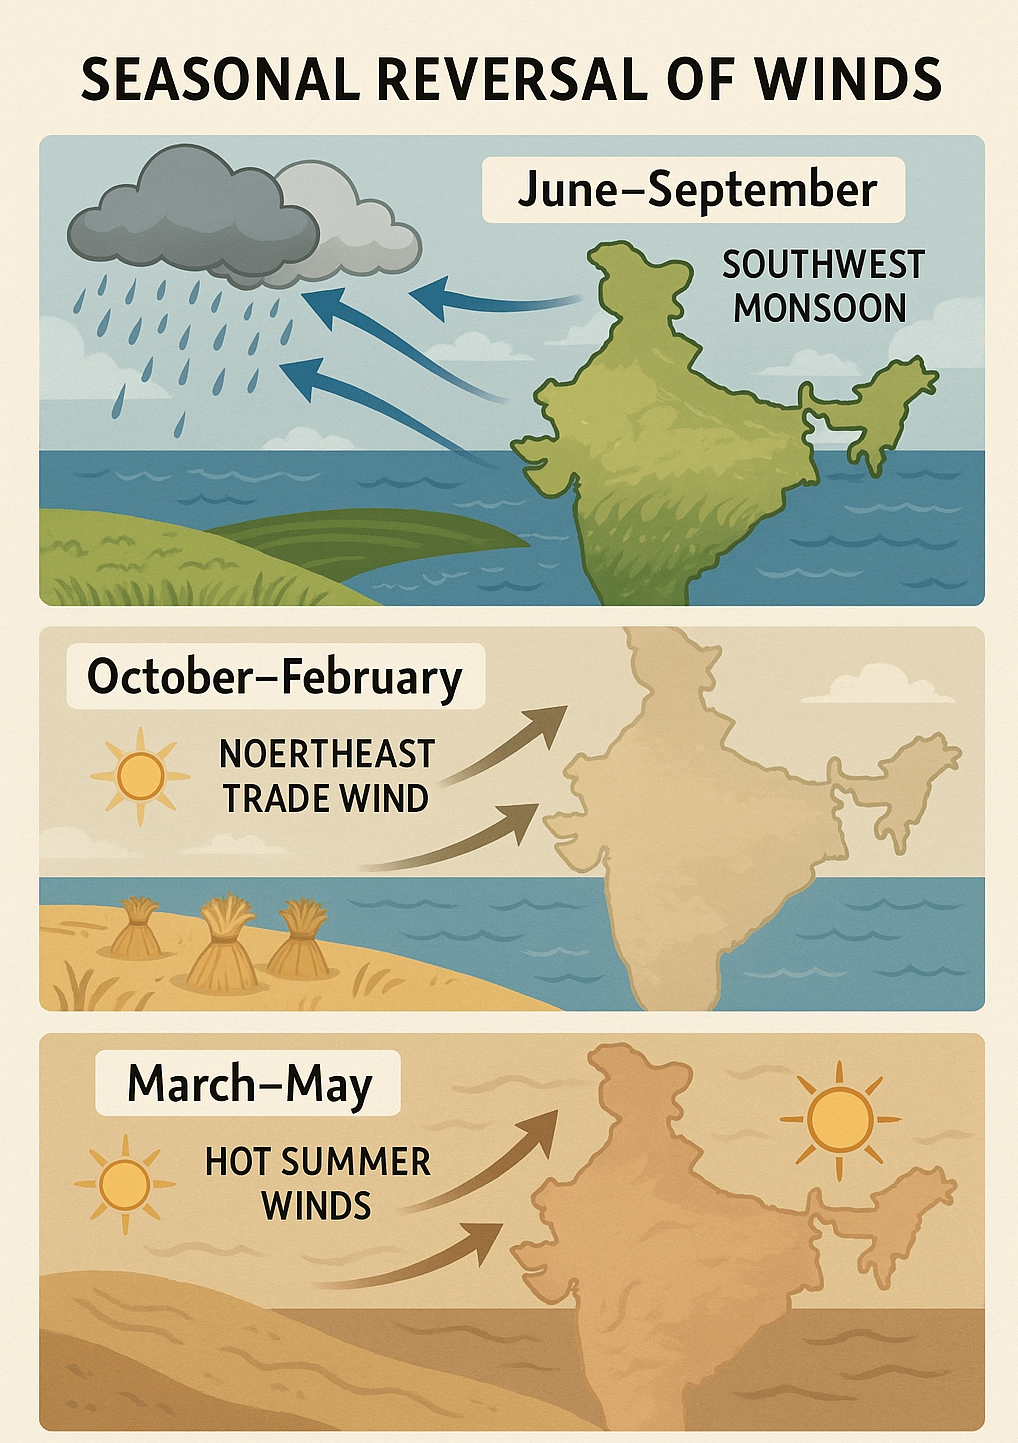 SEASONAL REVERSAL OF WINDS
June–September
SOUTHWEST
MONSOON
October–February
NOERTHEAST
TRADE WIND
March–May
HOT SUMMER
WINDS